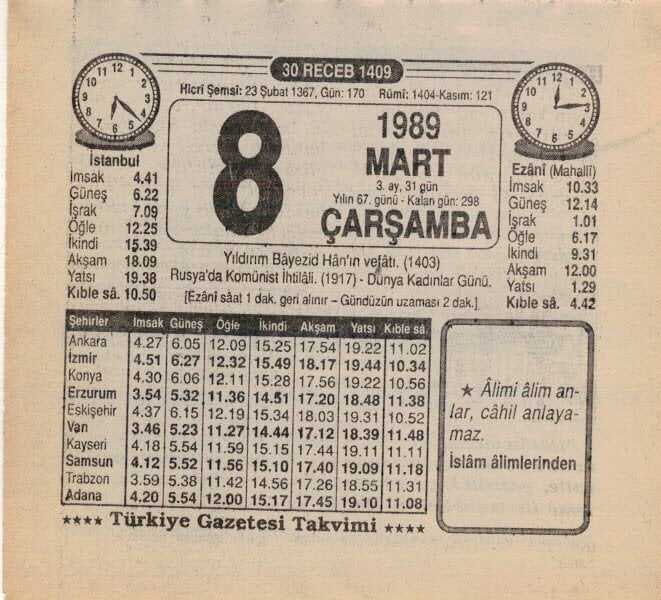 30 RECEB 1409
Hicrî Şemsi: 23 Şubat 1367, Gün: 170 Rûmî; 1404-Kasım: 121
İstanbul
İmsak 4.41
Güneş 6.22
İşrak 7.09
Öğle 12.25
İkindi 15.39
Akşam 18.09
Yatsı 19.38
Kıble sâ. 10.50
8
1989
MART
3. ay, 31 gün
Yılın 67. günü - Kalan gün: 298
ÇARŞAMBA
Ezânî (Mahallî)
İmsak 10.33
Güneş 12.14
İşrak 1.01
Öğle 6.17
İkindi 9.31
Akşam 12.00
Yatsı 1.29
Kıble sâ. 4.42
Yıldırım Bâyezid Hân'ın vefâtı. (1403)
Rusya'da Komünist İhtilâli. (1917) - Dünya Kadınlar Günü.
[Ezânî sâat 1 dak. geri alınır – Gündüzün uzaması 2 dak.]
Şehirler İmsak Güneş Öğle İkindi Akşam Yatsı Kıble sâ.
Ankara 4.27 6.05 12.09 15.25 17.54 19.22 11.02
İzmir 4.51 6.27 12.32 15.49 18.17 19.44 10.34
Konya 4.30 6.06 12.11 15.28 17.56 19.22 10.56
Erzurum 3.54 5.32 11.36 14.51 17.20 18.48 11.38
Eskişehir 4.37 6.15 12.19 15.34 18.03 19.31 10.52
Van 3.46 5.23 11.27 14.44 17.12 18.39 11.48
Kayseri 4.18 5.54 11.59 15.15 17.44 19.11 11.11
Samsun 4.12 5.52 11.56 15.10 17.40 19.09 11.18
Trabzon 3.59 5.38 11.42 14.56 17.26 18.55 11.31
Adana 4.20 5.54 12.00 15.17 17.45 19.10 11.08
★★★★ Türkiye Gazetesi Takvimi ★★★★
★ Âlimi âlim an-
lar, câhil anlaya-
maz.
İslâm âlimlerinden